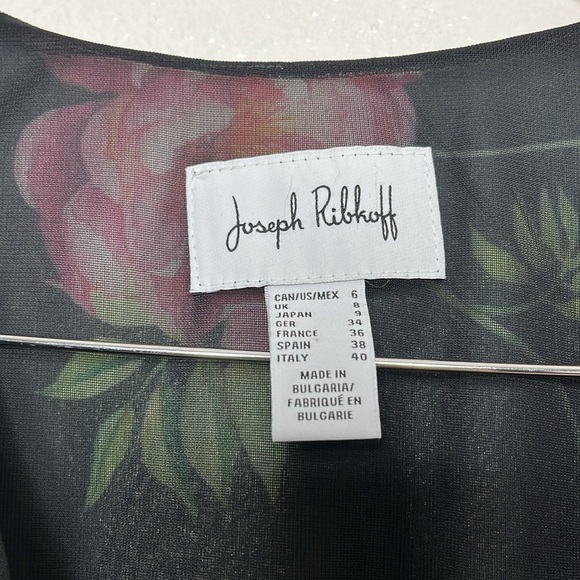 Joseph Ribkoff
CAN/US/MEX 6
UK 8
JAPAN 9
GER 34
FRANCE 36
SPAIN 38
ITALY 40
MADE IN
BULGARIA/
FABRIQUÉ EN
BULGARIE